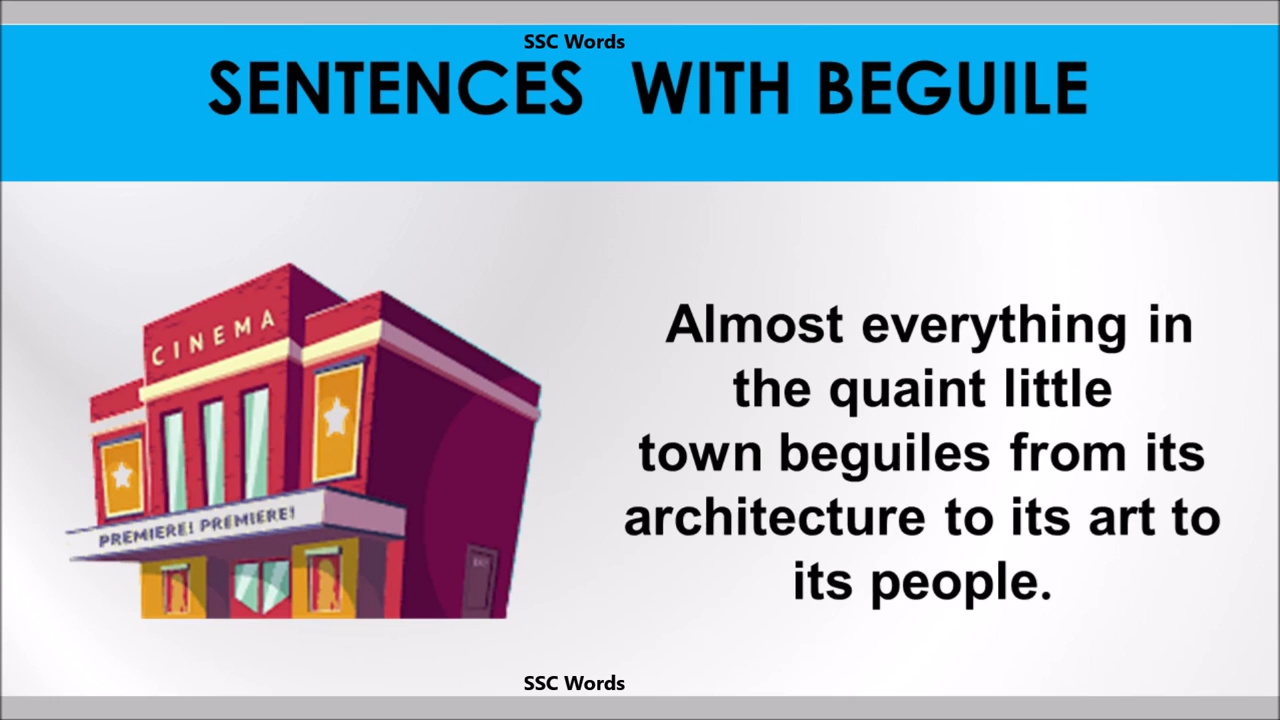 SSC Words
SENTENCES WITH BEGUILE
CINEMA
PREMIERE! PREMIERE!
EXIT
Almost everything in
the quaint little
town beguiles from its
architecture to its art to
its people.
SSC Words